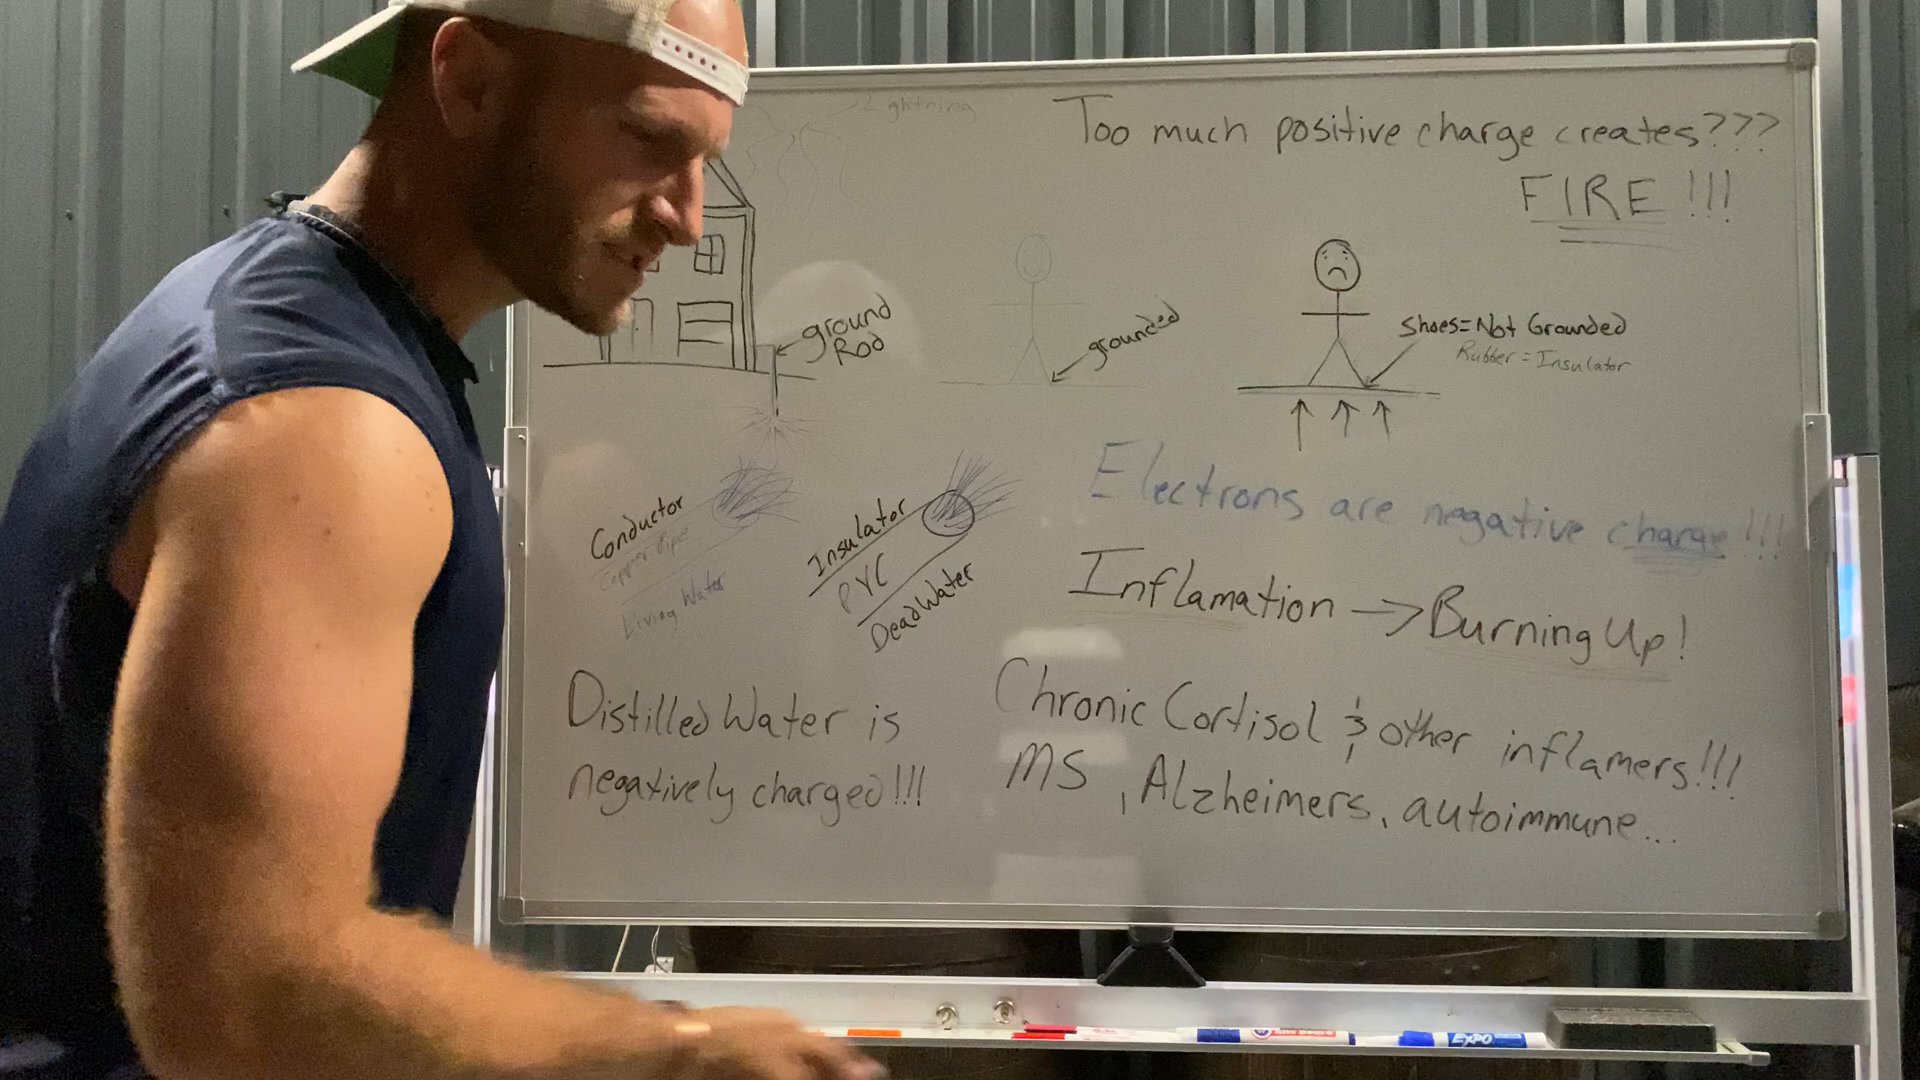 Lightning
Too much positive charge creates???
FIRE!!!
ground
Rod
grounded
Shoes=Not Grounded
Rubber = Insulator
Electrons are negative charge!!!
Conductor
Copper Pipe
Living Water
Insulator
PVC
Dead Water
Inflamation → Burning Up!
Distilled Water is
negatively charged!!!
Chronic Cortisol & other inflamers!!!
MS, Alzheimers, autoimmune...
EXPO